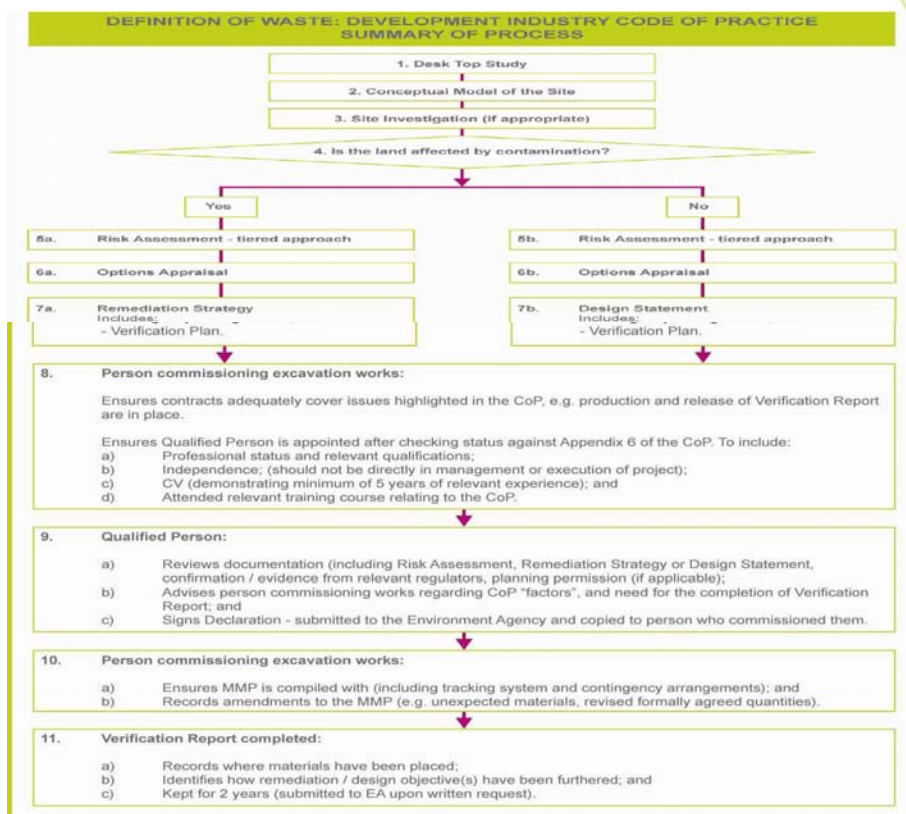 DEFINITION OF WASTE: DEVELOPMENT INDUSTRY CODE OF PRACTICE
SUMMARY OF PROCESS
1. Desk Top Study
2. Conceptual Model of the Site
3. Site Investigation (if appropriate)
4. Is the land affected by contamination?
Yes
No
5a. Risk Assessment - tiered approach
5b. Risk Assessment - tiered approach
6a. Options Appraisal
6b. Options Appraisal
7a. Remediation Strategy
Includes:
- Verification Plan.
7b. Design Statement
Includes:
- Verification Plan.
8. Person commissioning excavation works:
Ensures contracts adequately cover issues highlighted in the CoP, e.g. production and release of Verification Report
are in place.
Ensures Qualified Person is appointed after checking status against Appendix 6 of the CoP. To include:
a) Professional status and relevant qualifications;
b) Independence; (should not be directly in management or execution of project);
c) CV (demonstrating minimum of 5 years of relevant experience); and
d) Attended relevant training course relating to the CoP.
9. Qualified Person:
a) Reviews documentation (including Risk Assessment, Remediation Strategy or Design Statement,
confirmation / evidence from relevant regulators, planning permission (if applicable);
b) Advises person commissioning works regarding CoP “factors”, and need for the completion of Verification
Report; and
c) Signs Declaration - submitted to the Environment Agency and copied to person who commissioned them.
10. Person commissioning excavation works:
a) Ensures MMP is compiled with (including tracking system and contingency arrangements); and
b) Records amendments to the MMP (e.g. unexpected materials, revised formally agreed quantities).
11. Verification Report completed:
a) Records where materials have been placed;
b) Identifies how remediation / design objective(s) have been furthered; and
c) Kept for 2 years (submitted to EA upon written request).